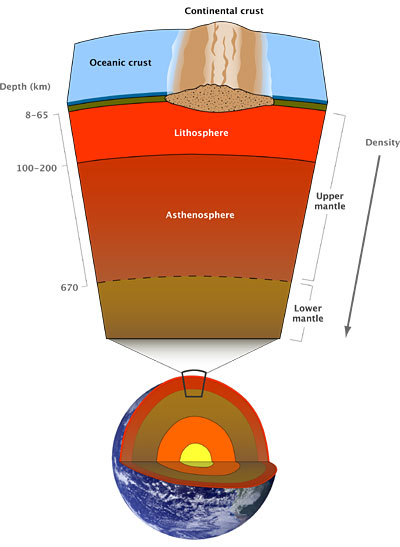 Continental crust
Oceanic crust
Depth (km)
8–65
Lithosphere
Density
100–200
Upper
mantle
Asthenosphere
670
Lower
mantle